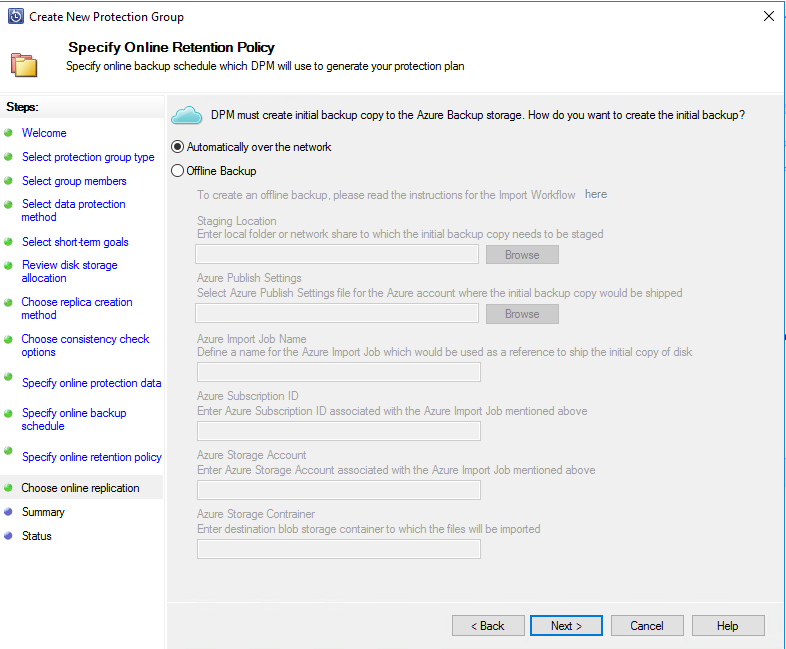 Create New Protection Group
Specify Online Retention Policy
Specify online backup schedule which DPM will use to generate your protection plan
Steps:
Welcome
Select protection group type
Select group members
Select data protection
method
Select short-term goals
Review disk storage
allocation
Choose replica creation
method
Choose consistency check
options
Specify online protection data
Specify online backup
schedule
Specify online retention policy
Choose online replication
Summary
Status
DPM must create initial backup copy to the Azure Backup storage. How do you want to create the initial backup?
Automatically over the network
Offline Backup
To create an offline backup, please read the instructions for the Import Workflow here
Staging Location
Enter local folder or network share to which the initial backup copy needs to be staged
Browse
Azure Publish Settings
Select Azure Publish Settings file for the Azure account where the initial backup copy would be shipped
Browse
Azure Import Job Name
Define a name for the Azure Import Job which would be used as a reference to ship the initial copy of disk
Azure Subscription ID
Enter Azure Subscription ID associated with the Azure Import Job mentioned above
Azure Storage Account
Enter Azure Storage Account associated with the Azure Import Job mentioned above
Azure Storage Contrainer
Enter destination blob storage container to which the files will be imported
< Back
Next >
Cancel
Help